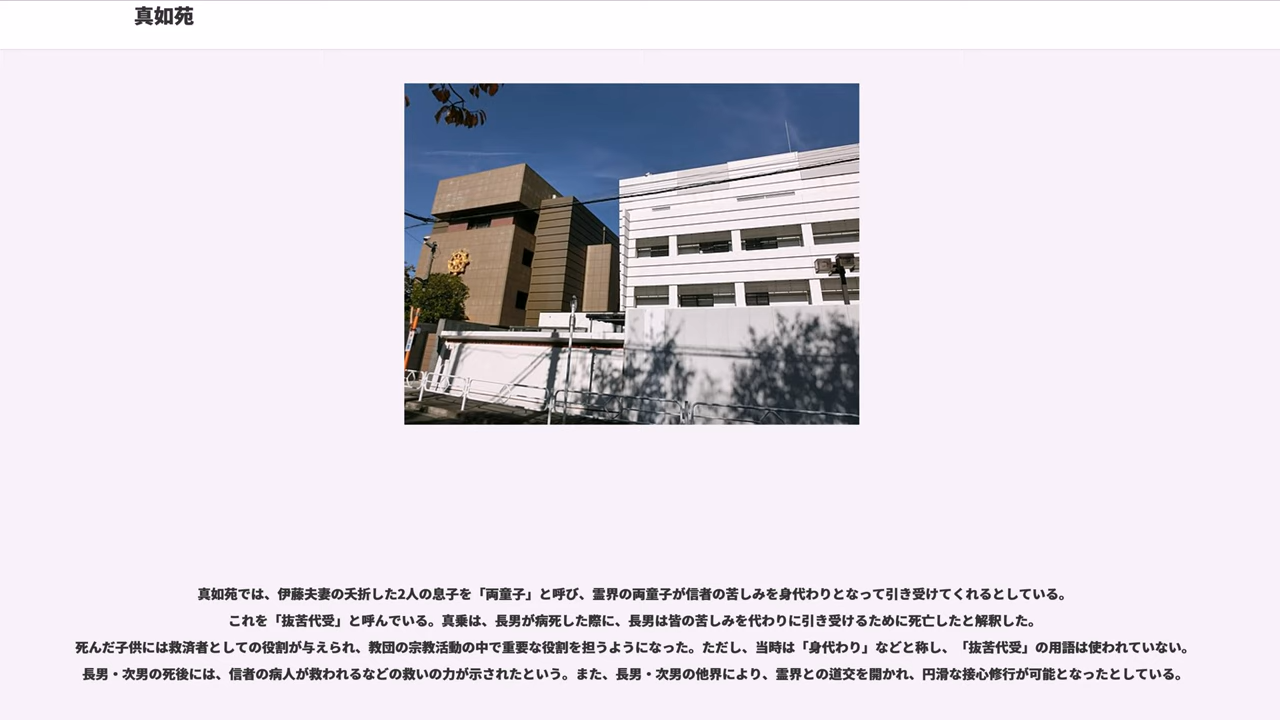 真如苑
真如苑では、伊藤夫妻の夭折した2人の息子を「両童子」と呼び、霊界の両童子が信者の苦しみを身代わりとなって引き受けてくれるとしている。
これを「抜苦代受」と呼んでいる。真乗は、長男が病死した際に、長男は皆の苦しみを代わりに引き受けるために死亡したと解釈した。
死んだ子供には救済者としての役割が与えられ、教団の宗教活動の中で重要な役割を担うようになった。ただし、当時は「身代わり」などと称し、「抜苦代受」の用語は使われていない。
長男・次男の死後には、信者の病人が救われるなどの救いの力が示されたという。また、長男・次男の他界により、霊界との道交を開かれ、円滑な接心修行が可能となったとしている。